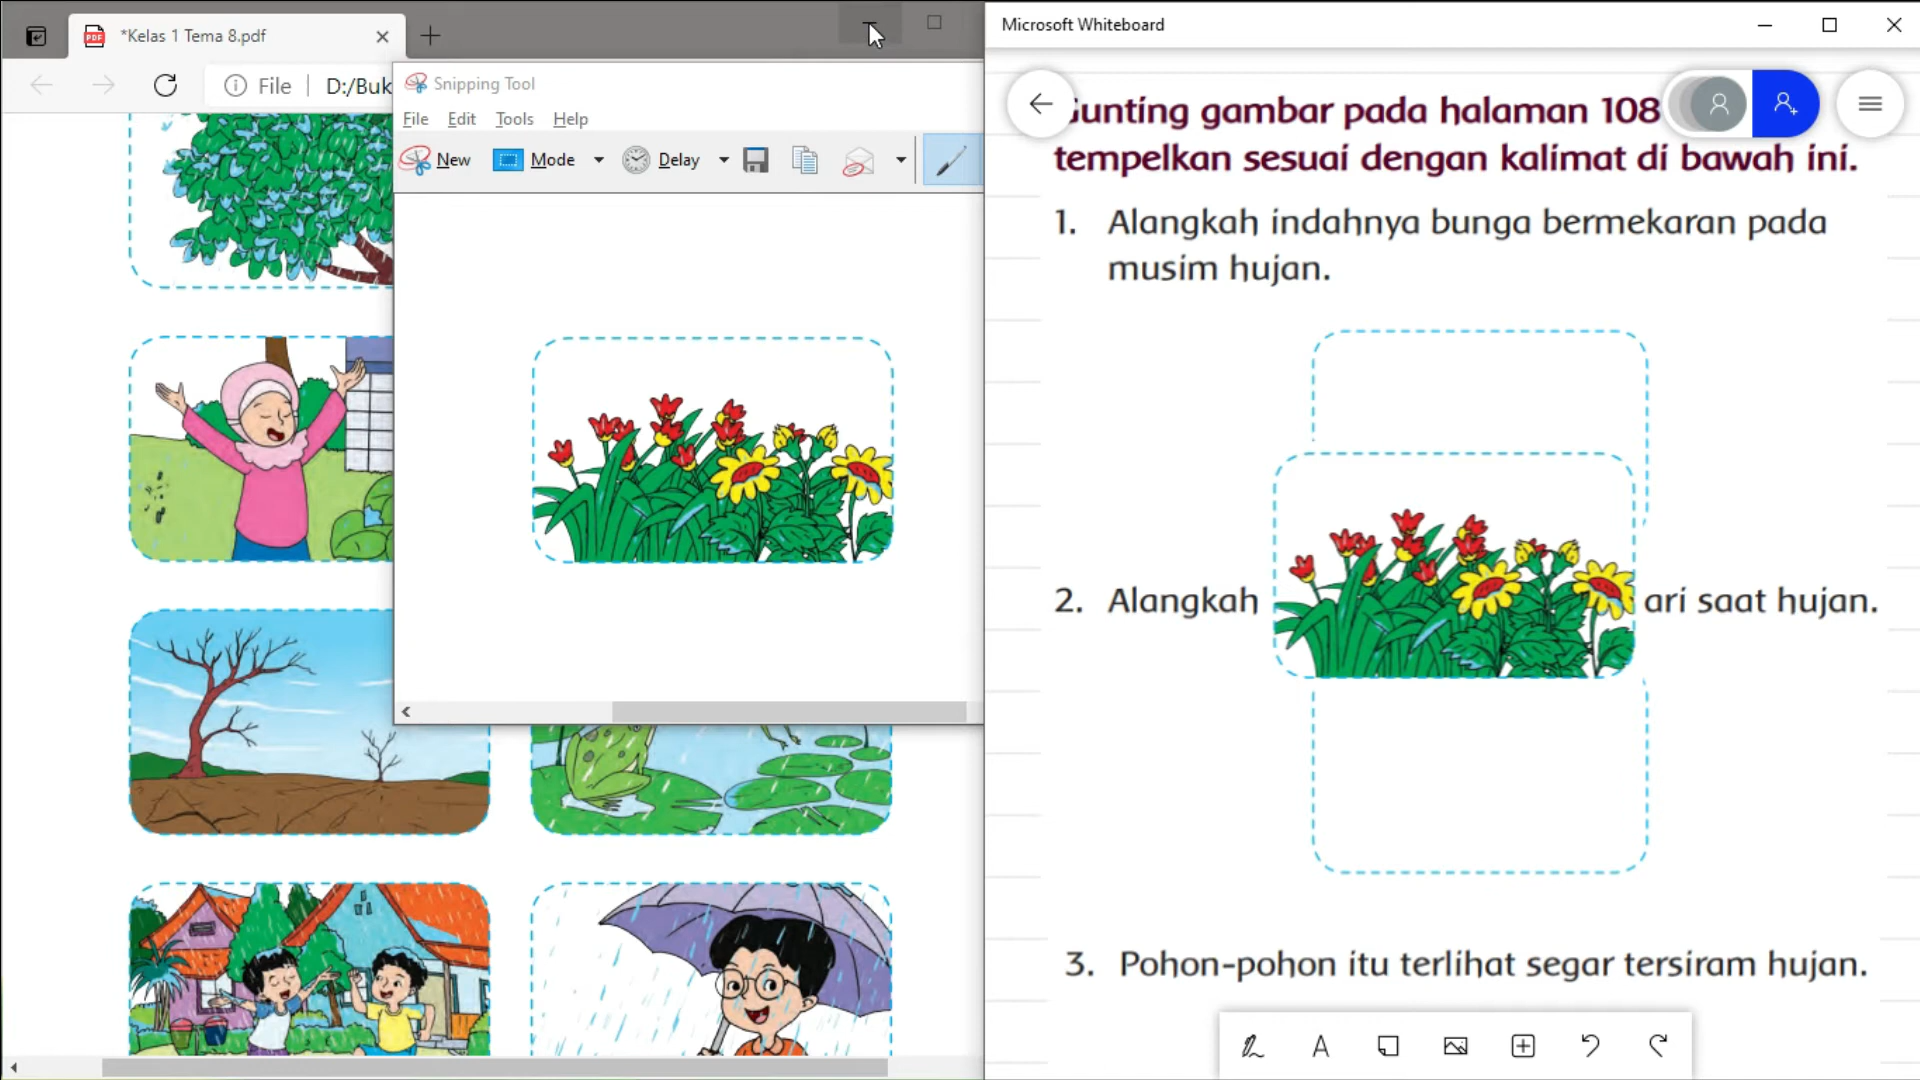 *Kelas 1 Tema 8.pdf
File
D:/Buk
Snipping Tool
File Edit Tools Help
New Mode Delay
Microsoft Whiteboard
Gunting gambar pada halaman 108
tempelkan sesuai dengan kalimat di bawah ini.
1. Alangkah indahnya bunga bermekaran pada
musim hujan.
2. Alangkah
ari saat hujan.
3. Pohon-pohon itu terlihat segar tersiram hujan.